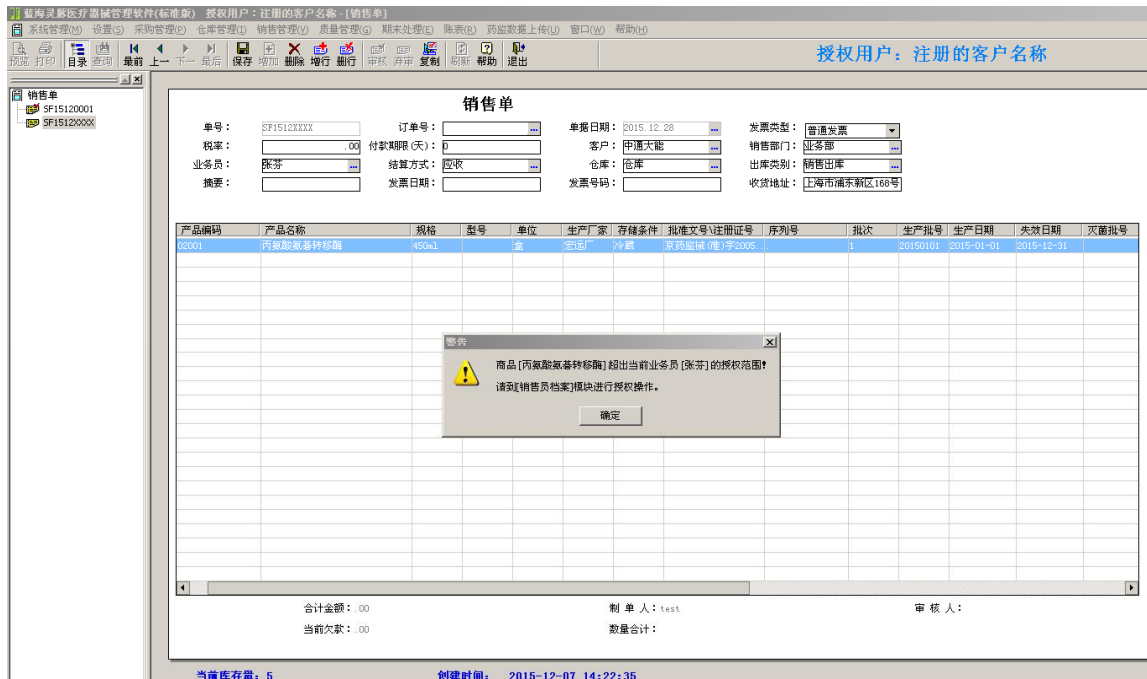 蓝海灵豚医疗器械管理软件(标准版) 授权用户：注册的客户名称 - [销售单]
系统管理(M) 设置(S) 采购管理(P) 仓库管理(I) 销售管理(V) 质量管理(G) 期末处理(E) 账表(R) 药监数据上传(U) 窗口(W) 帮助(H)
预览 打印 目录 查询 最前 上一 下一 最后 保存 增加 删除 增行 删行 审核 弃审 复制 刷新 帮助 退出
授权用户：注册的客户名称
销售单
SF15120001
SF1512XXXX
销售单
单号： SF1512XXXX 订单号： ... 单据日期： 2015.12.28 ... 发票类型： 普通发票
税率： .00 付款期限(天)： 0 客户： 中通大能 ... 销售部门： 业务部 ...
业务员： 张芬 ... 结算方式： 应收 ... 仓库： 仓库 ... 出库类别： 销售出库 ...
摘要： 发票日期： 发票号码： 收货地址： 上海市浦东新区168号
产品编码 产品名称 规格 型号 单位 生产厂家 存储条件 批准文号\注册证号 序列号 批次 生产批号 生产日期 失效日期 灭菌批号
02001 丙氨酸氨基转移酶 450ml 盒 宏远厂 冷藏 京药监械(准)字2005. 1 20150101 2015-01-01 2015-12-31
警告
商品[丙氨酸氨基转移酶]超出当前业务员[张芬]的授权范围!
请到[销售员档案]模块进行授权操作。
确定
合计金额：.00 制 单 人：test 审 核 人：
当前欠款：.00 数量合计：
当前库存量：5 创建时间： 2015-12-07 14:22:35